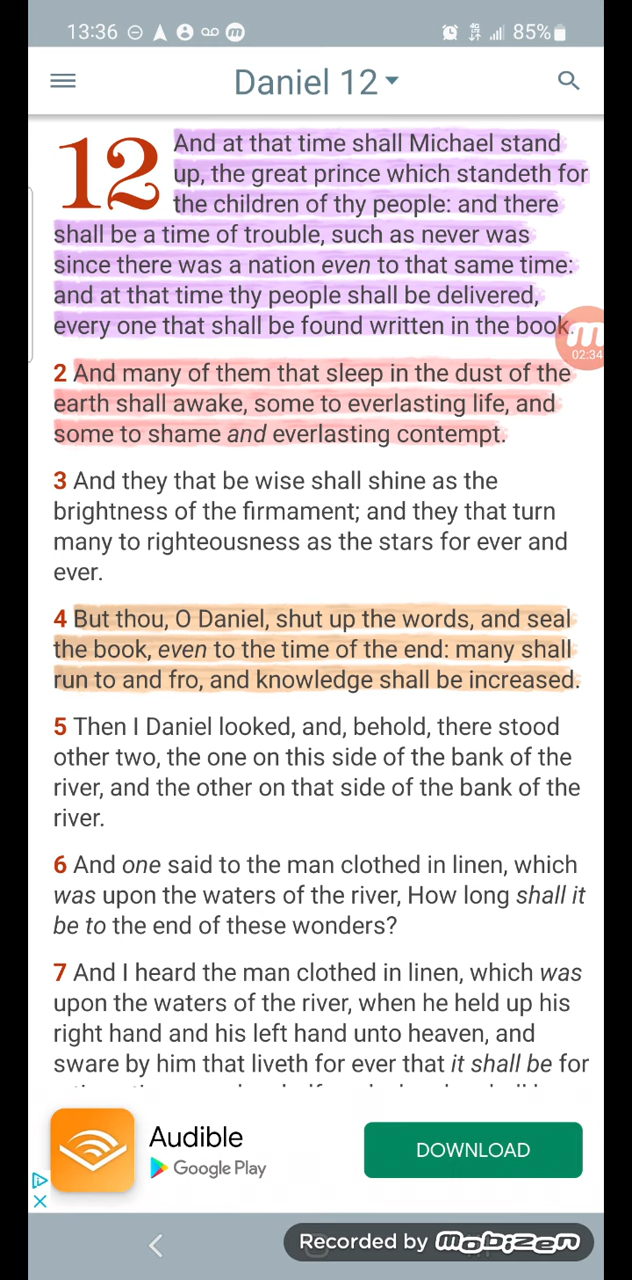 13:36
85%
Daniel 12
12 And at that time shall Michael stand
up, the great prince which standeth for
the children of thy people: and there
shall be a time of trouble, such as never was
since there was a nation even to that same time:
and at that time thy people shall be delivered,
every one that shall be found written in the book.
02:34
2 And many of them that sleep in the dust of the
earth shall awake, some to everlasting life, and
some to shame and everlasting contempt.
3 And they that be wise shall shine as the
brightness of the firmament; and they that turn
many to righteousness as the stars for ever and
ever.
4 But thou, O Daniel, shut up the words, and seal
the book, even to the time of the end: many shall
run to and fro, and knowledge shall be increased.
5 Then I Daniel looked, and, behold, there stood
other two, the one on this side of the bank of the
river, and the other on that side of the bank of the
river.
6 And one said to the man clothed in linen, which
was upon the waters of the river, How long shall it
be to the end of these wonders?
7 And I heard the man clothed in linen, which was
upon the waters of the river, when he held up his
right hand and his left hand unto heaven, and
sware by him that liveth for ever that it shall be for
Audible
Google Play
DOWNLOAD
Recorded by mobizen